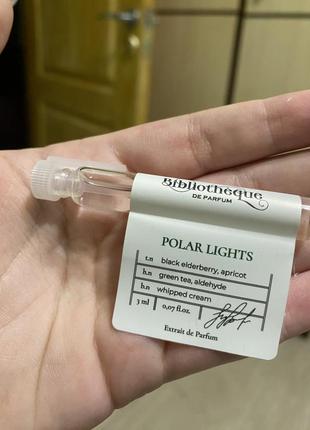 Bibliothèque
DE PARFUM
POLAR LIGHTS
t.n black elderberry, apricot
h.n green tea, aldehyde
b.n whipped cream
3 ml 0,07 fl.oz.
Extrait de Parfum